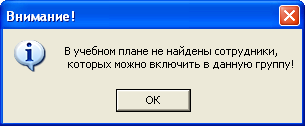 Внимание!
В учебном плане не найдены сотрудники,
которых можно включить в данную группу!
OK